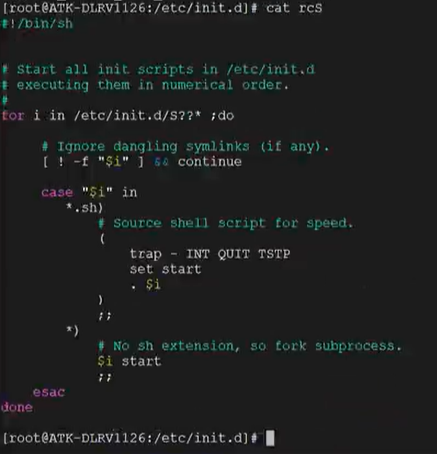 [root@ATK-DLRV1126:/etc/init.d]# cat rcS
#!/bin/sh
# Start all init scripts in /etc/init.d
# executing them in numerical order.
#
for i in /etc/init.d/S??* ;do
# Ignore dangling symlinks (if any).
[ ! -f "$i" ] && continue
case "$i" in
*.sh)
# Source shell script for speed.
(
trap - INT QUIT TSTP
set start
. $i
)
;;
*)
# No sh extension, so fork subprocess.
$i start
;;
esac
done
[root@ATK-DLRV1126:/etc/init.d]#